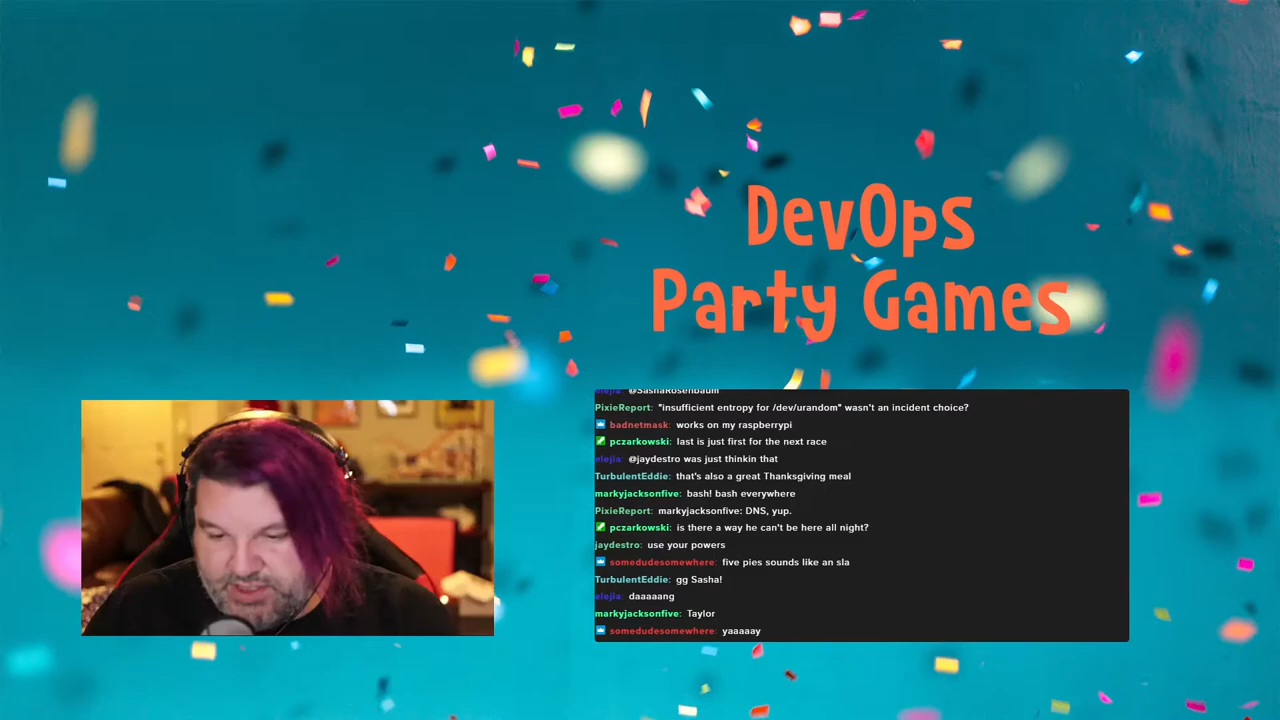 DevOps
Party Games
elejia: @SashaRosenbaum
PixieReport: "insufficient entropy for /dev/urandom" wasn't an incident choice?
badnetmask: works on my raspberrypi
pczarkowski: last is just first for the next race
elejia: @jaydestro was just thinkin that
TurbulentEddie: that's also a great Thanksgiving meal
markyjacksonfive: bash! bash everywhere
PixieReport: markyjacksonfive: DNS, yup.
pczarkowski: is there a way he can't be here all night?
jaydestro: use your powers
somedudesomewhere: five pies sounds like an sla
TurbulentEddie: gg Sasha!
elejia: daaaaang
markyjacksonfive: Taylor
somedudesomewhere: yaaaaay